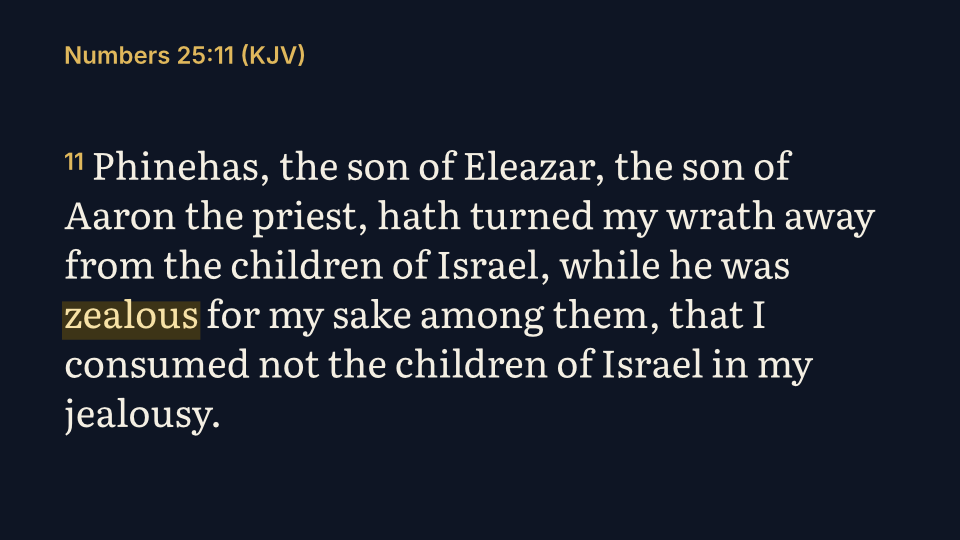 Numbers 25:11 (KJV)
11 Phinehas, the son of Eleazar, the son of
Aaron the priest, hath turned my wrath away
from the children of Israel, while he was
zealous for my sake among them, that I
consumed not the children of Israel in my
jealousy.